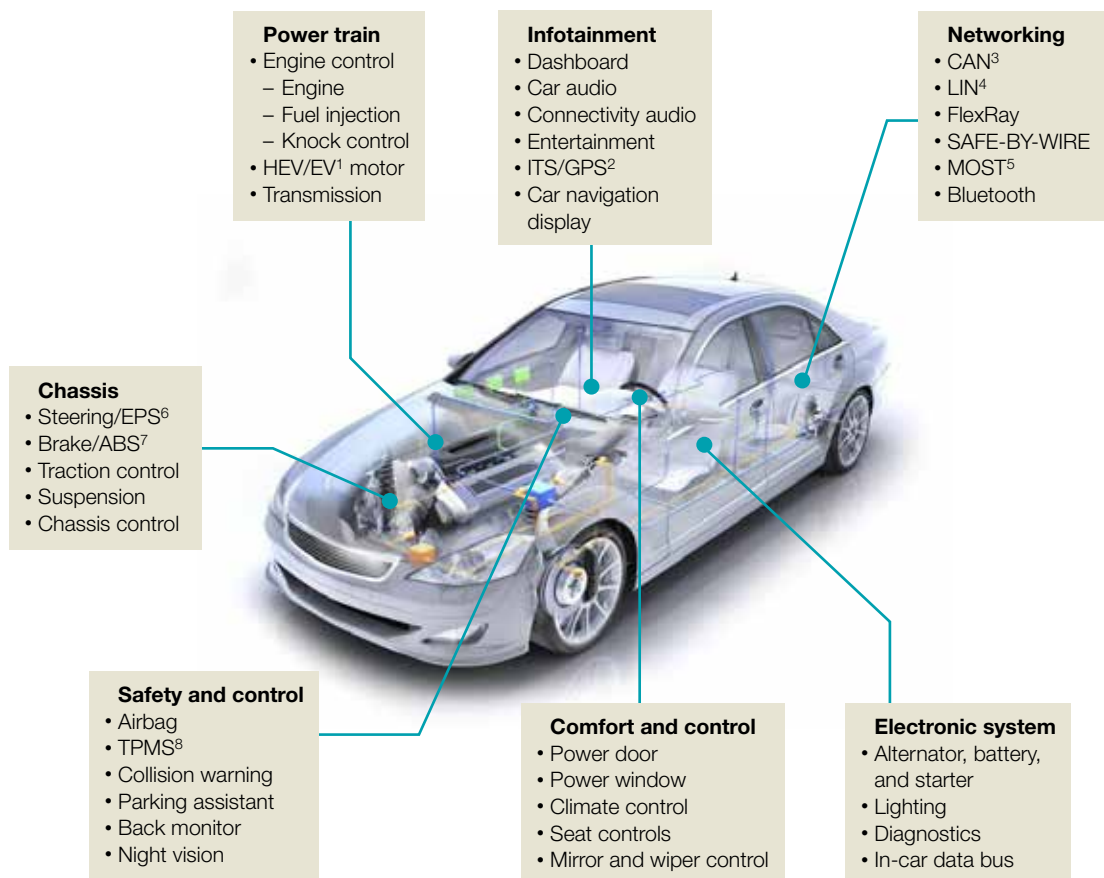 Power train
• Engine control
– Engine
– Fuel injection
– Knock control
• HEV/EV¹ motor
• Transmission
Infotainment
• Dashboard
• Car audio
• Connectivity audio
• Entertainment
• ITS/GPS²
• Car navigation
display
Networking
• CAN³
• LIN⁴
• FlexRay
• SAFE-BY-WIRE
• MOST⁵
• Bluetooth
Chassis
• Steering/EPS⁶
• Brake/ABS⁷
• Traction control
• Suspension
• Chassis control
Safety and control
• Airbag
• TPMS⁸
• Collision warning
• Parking assistant
• Back monitor
• Night vision
Comfort and control
• Power door
• Power window
• Climate control
• Seat controls
• Mirror and wiper control
Electronic system
• Alternator, battery,
and starter
• Lighting
• Diagnostics
• In-car data bus